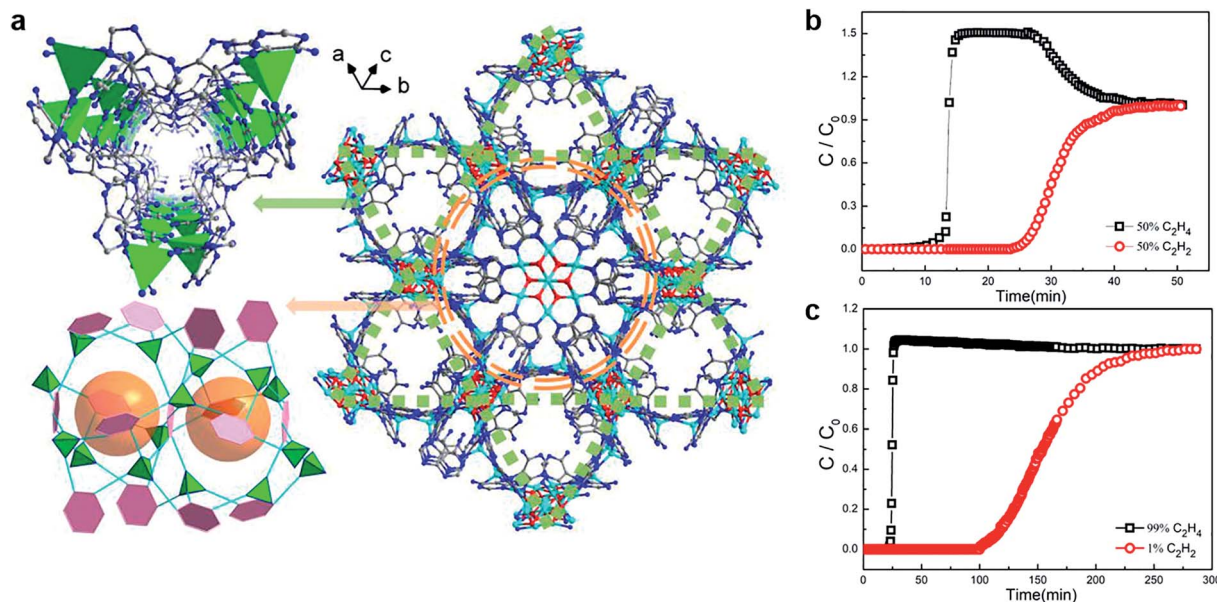 a
a
c
b
b
C / C₀
1.5
1.2
0.9
0.6
0.3
0.0
50% C₂H₄
50% C₂H₂
0 10 20 30 40 50
Time(min)
c
C / C₀
1.2
1.0
0.8
0.6
0.4
0.2
0.0
99% C₂H₄
1% C₂H₂
0 50 100 150 200 250 300
Time(min)